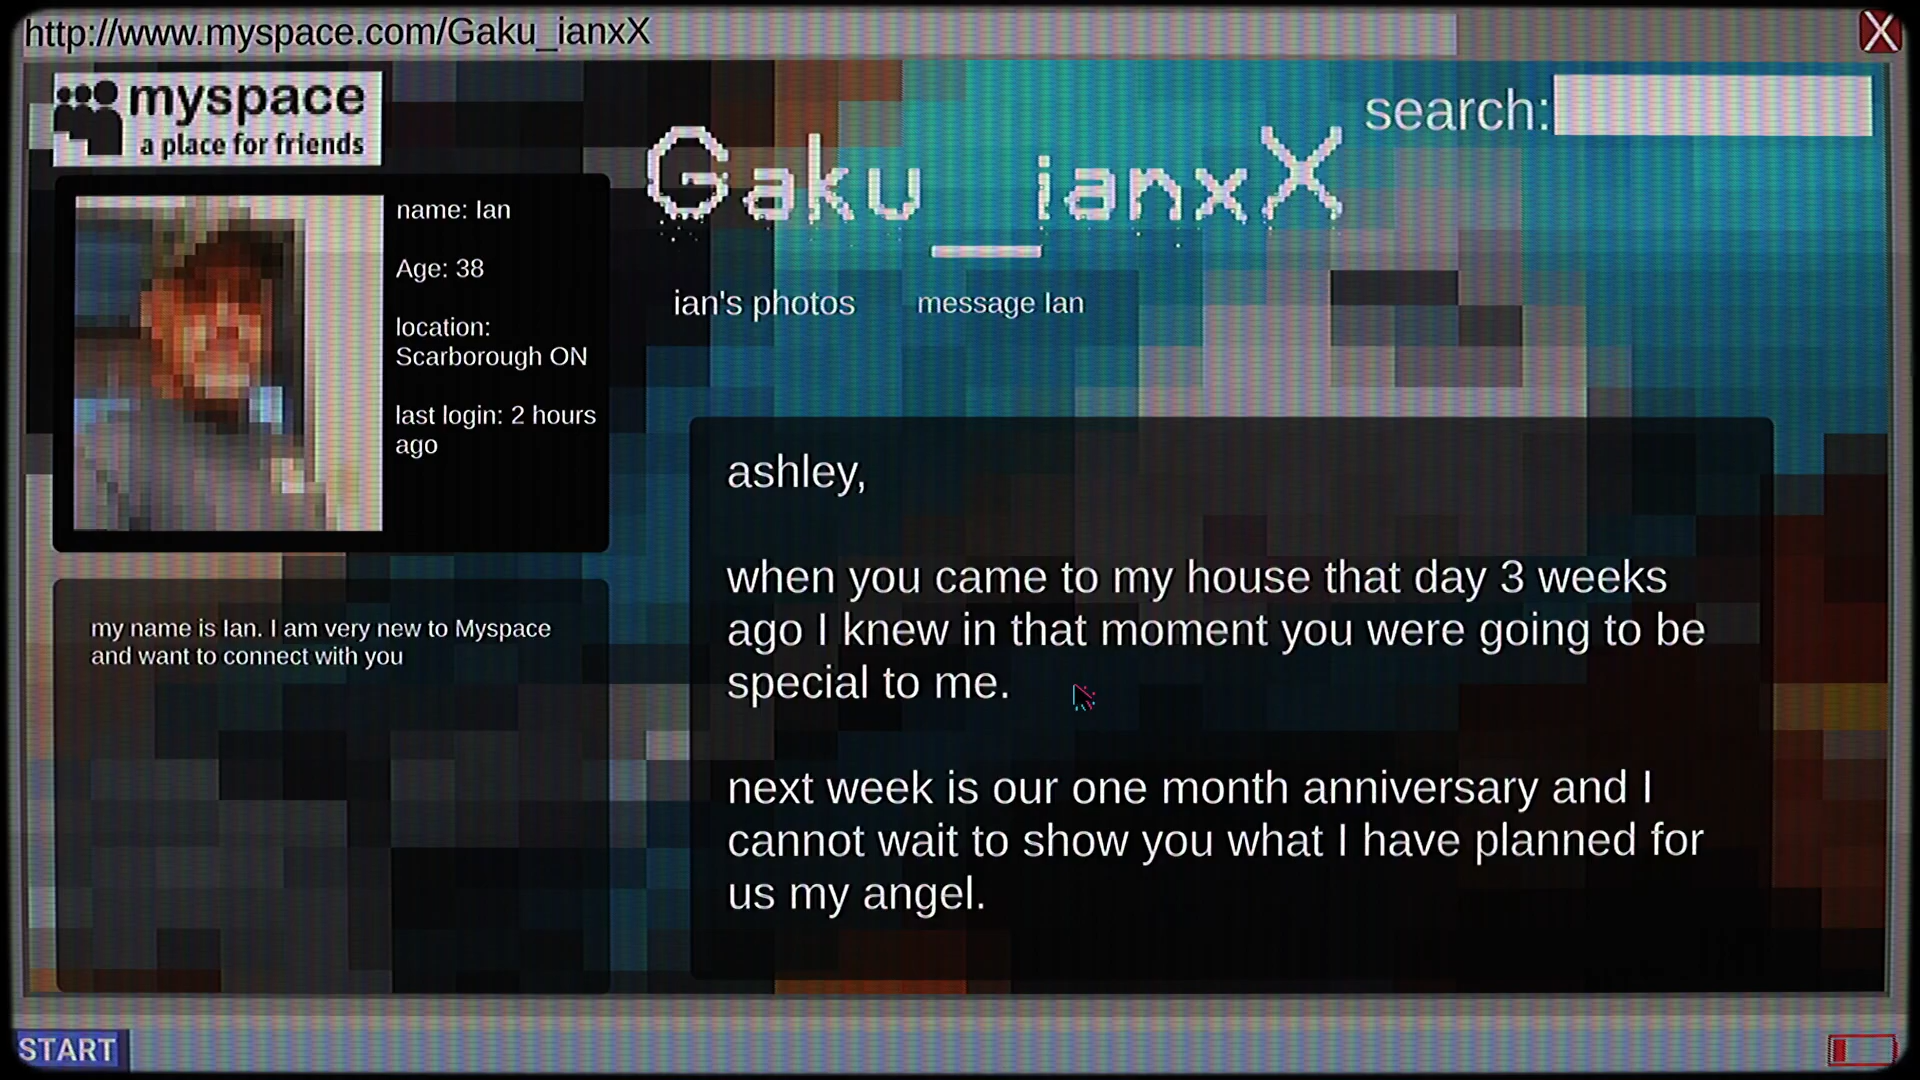 http://www.myspace.com/Gaku_ianxX
X
myspace
a place for friends
search:
Gaku_ianxX
name: Ian
Age: 38
location:
Scarborough ON
last login: 2 hours
ago
ian's photos
message Ian
ashley,
when you came to my house that day 3 weeks
ago I knew in that moment you were going to be
special to me.
next week is our one month anniversary and I
cannot wait to show you what I have planned for
us my angel.
my name is Ian. I am very new to Myspace
and want to connect with you
START